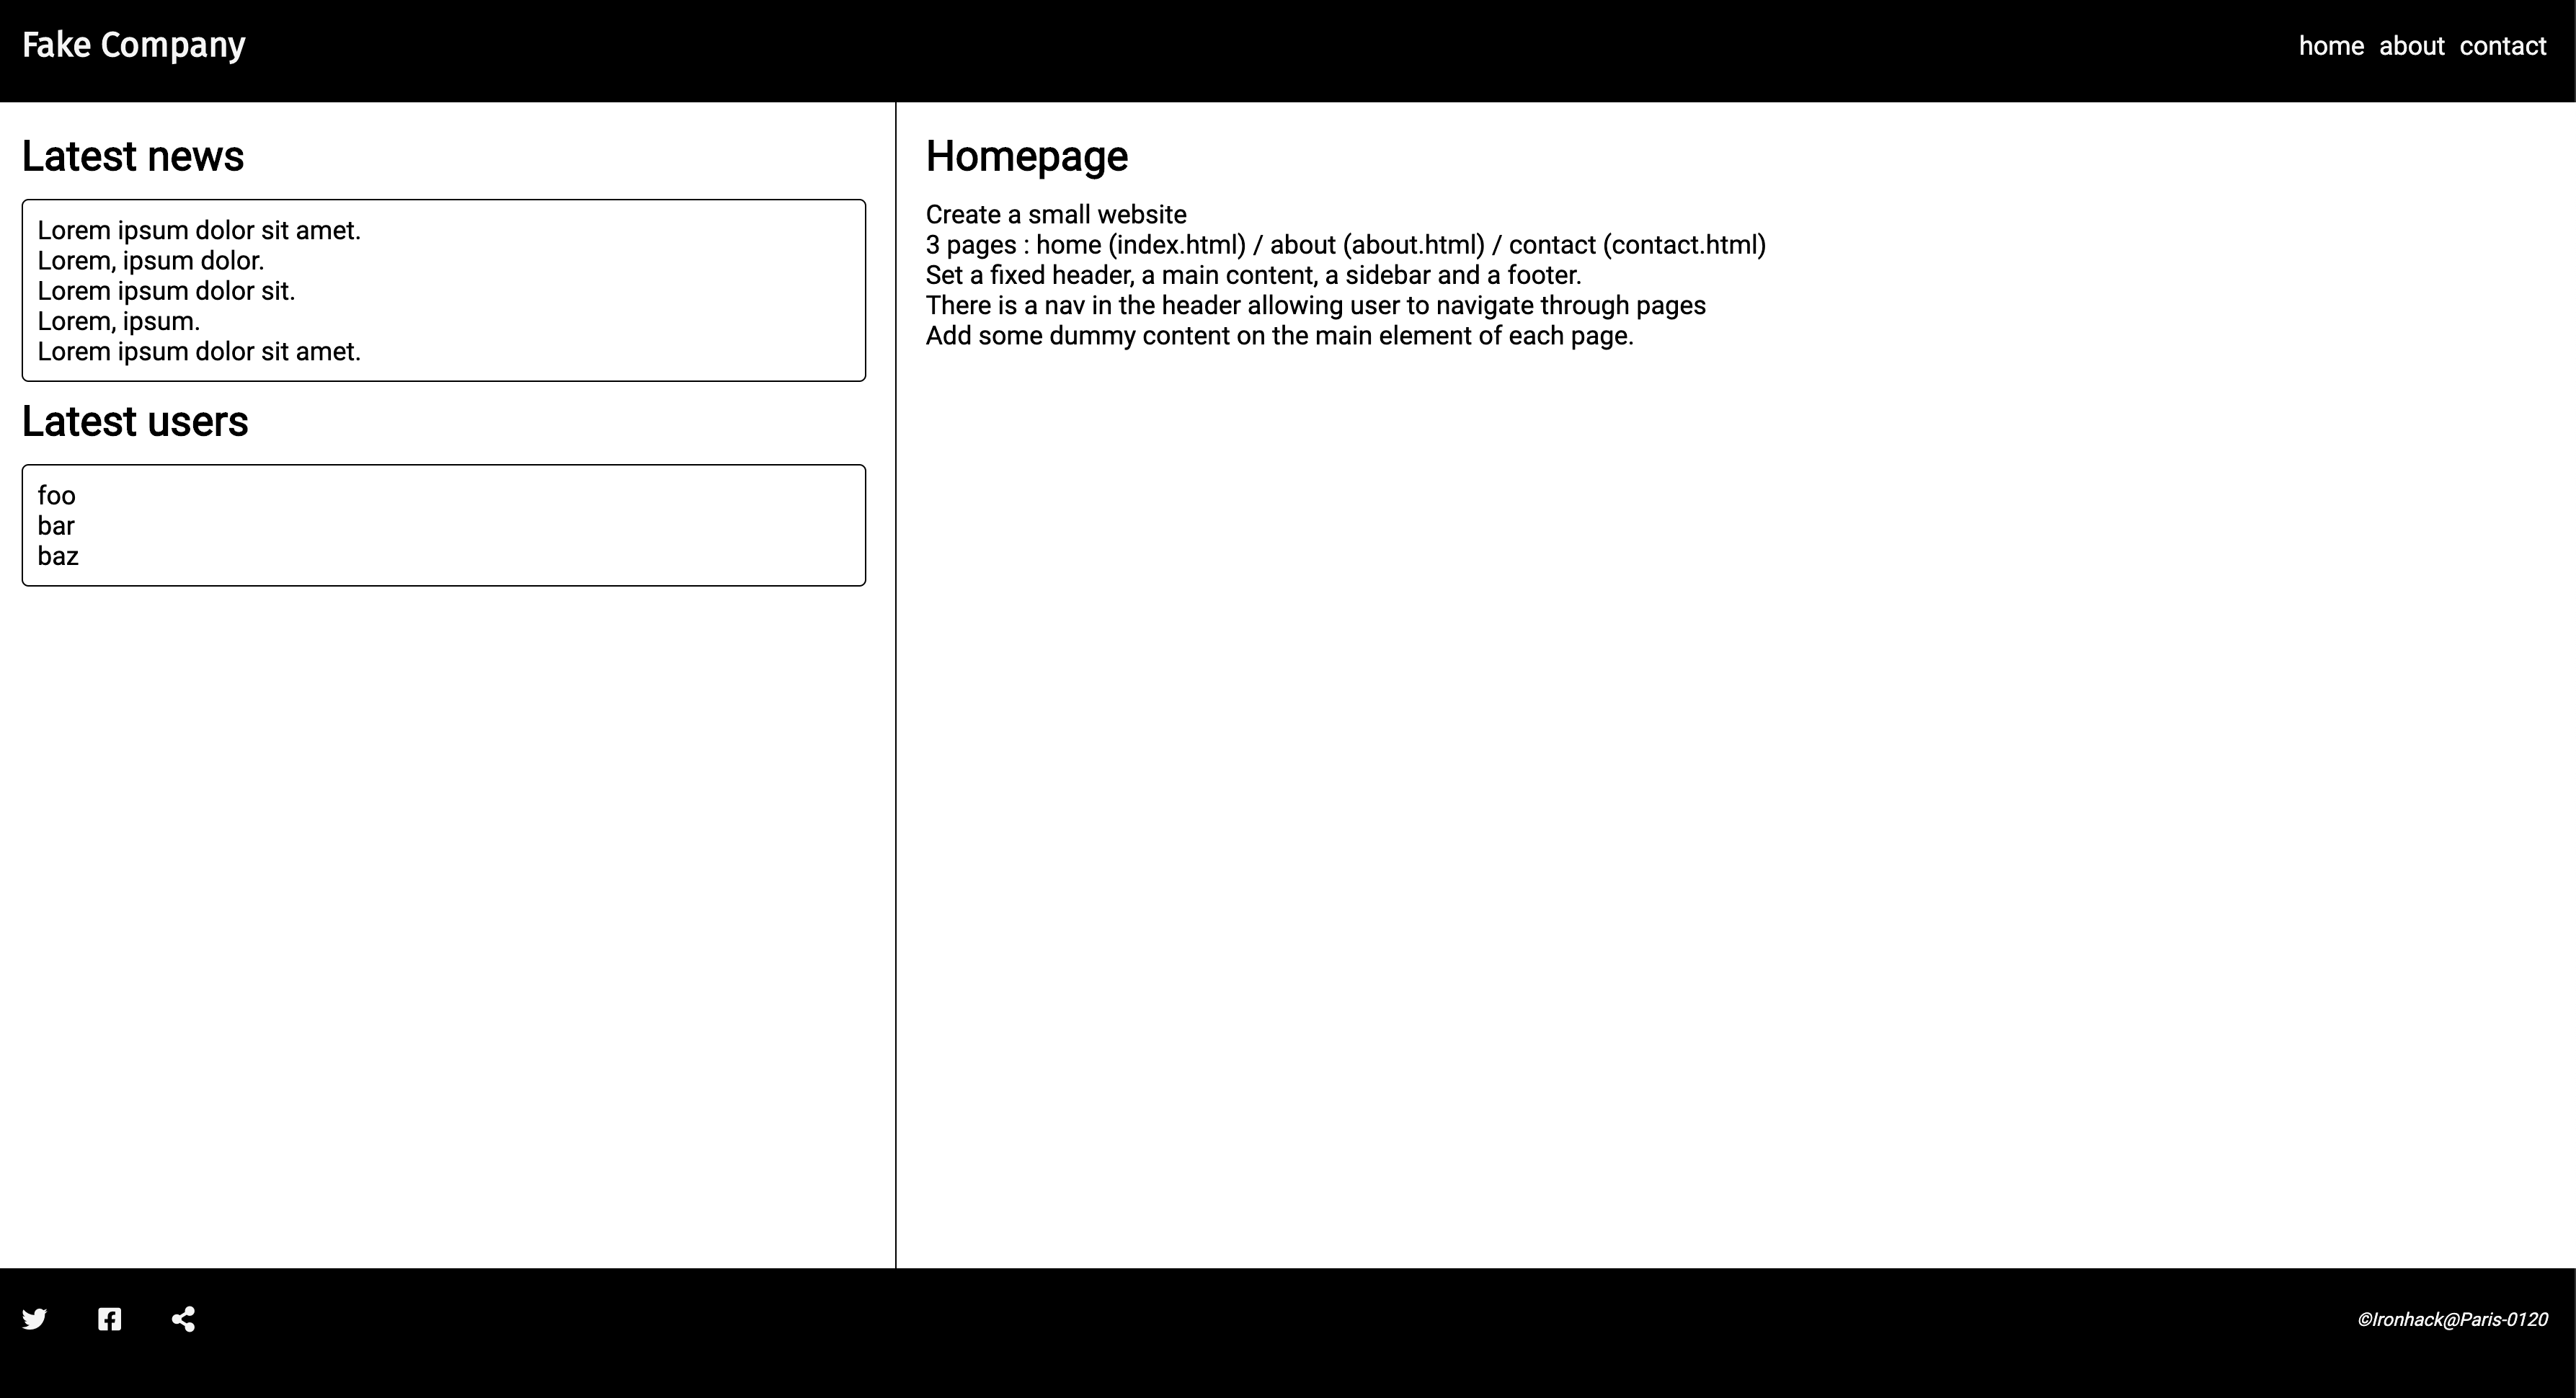 Fake Company
home about contact
Latest news
Lorem ipsum dolor sit amet.
Lorem, ipsum dolor.
Lorem ipsum dolor sit.
Lorem, ipsum.
Lorem ipsum dolor sit amet.
Latest users
foo
bar
baz
Homepage
Create a small website
3 pages : home (index.html) / about (about.html) / contact (contact.html)
Set a fixed header, a main content, a sidebar and a footer.
There is a nav in the header allowing user to navigate through pages
Add some dummy content on the main element of each page.
©Ironhack@Paris-0120